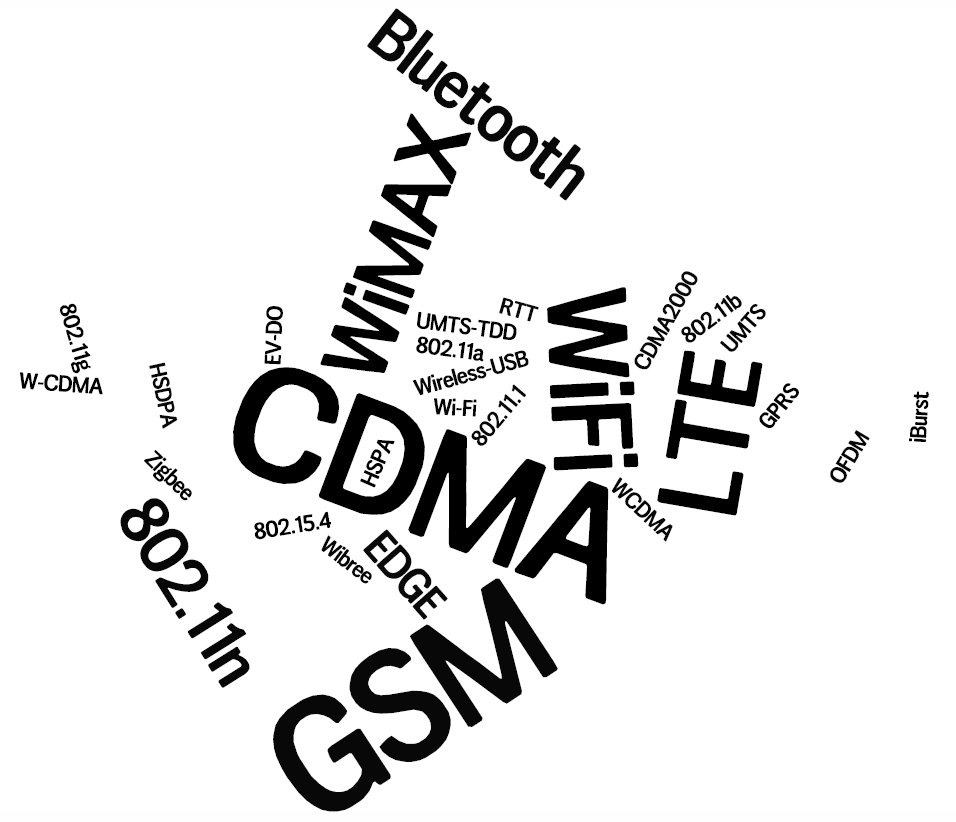 Bluetooth
WiMAX
802.11g
EV-DO
RTT
UMTS-TDD
802.11a
Wireless-USB
Wi-Fi
802.11.1
WiFi
CDMA2000
802.11b
UMTS
LTE
GPRS
iBurst
OFDM
W-CDMA
HSDPA
CDMA
HSPA
WCDMA
Zigbee
802.11n
802.15.4
Wibree
EDGE
GSM